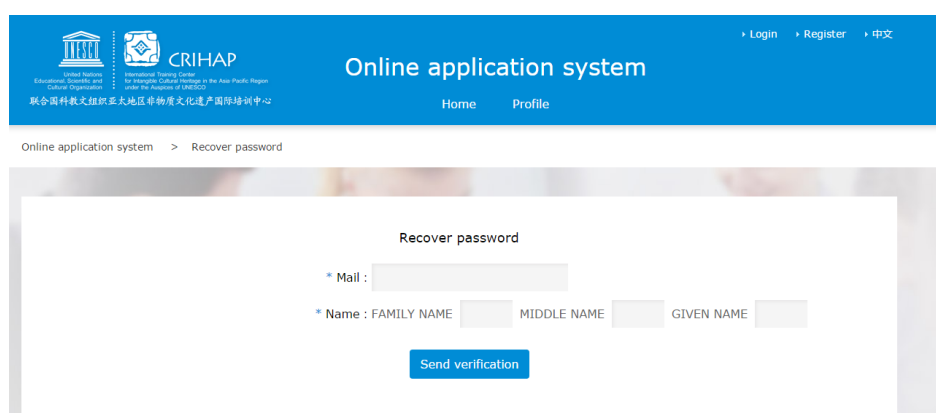 Login Register 中文
UNESCO
CRIHAP
United Nations
Educational, Scientific and
Cultural Organization
International Training Center
for Intangible Cultural Heritage in the Asia-Pacific Region
under the Auspices of UNESCO
联合国科教文组织亚太地区非物质文化遗产国际培训中心
Online application system
Home Profile
Online application system > Recover password
Recover password
* Mail :
* Name : FAMILY NAME MIDDLE NAME GIVEN NAME
Send verification